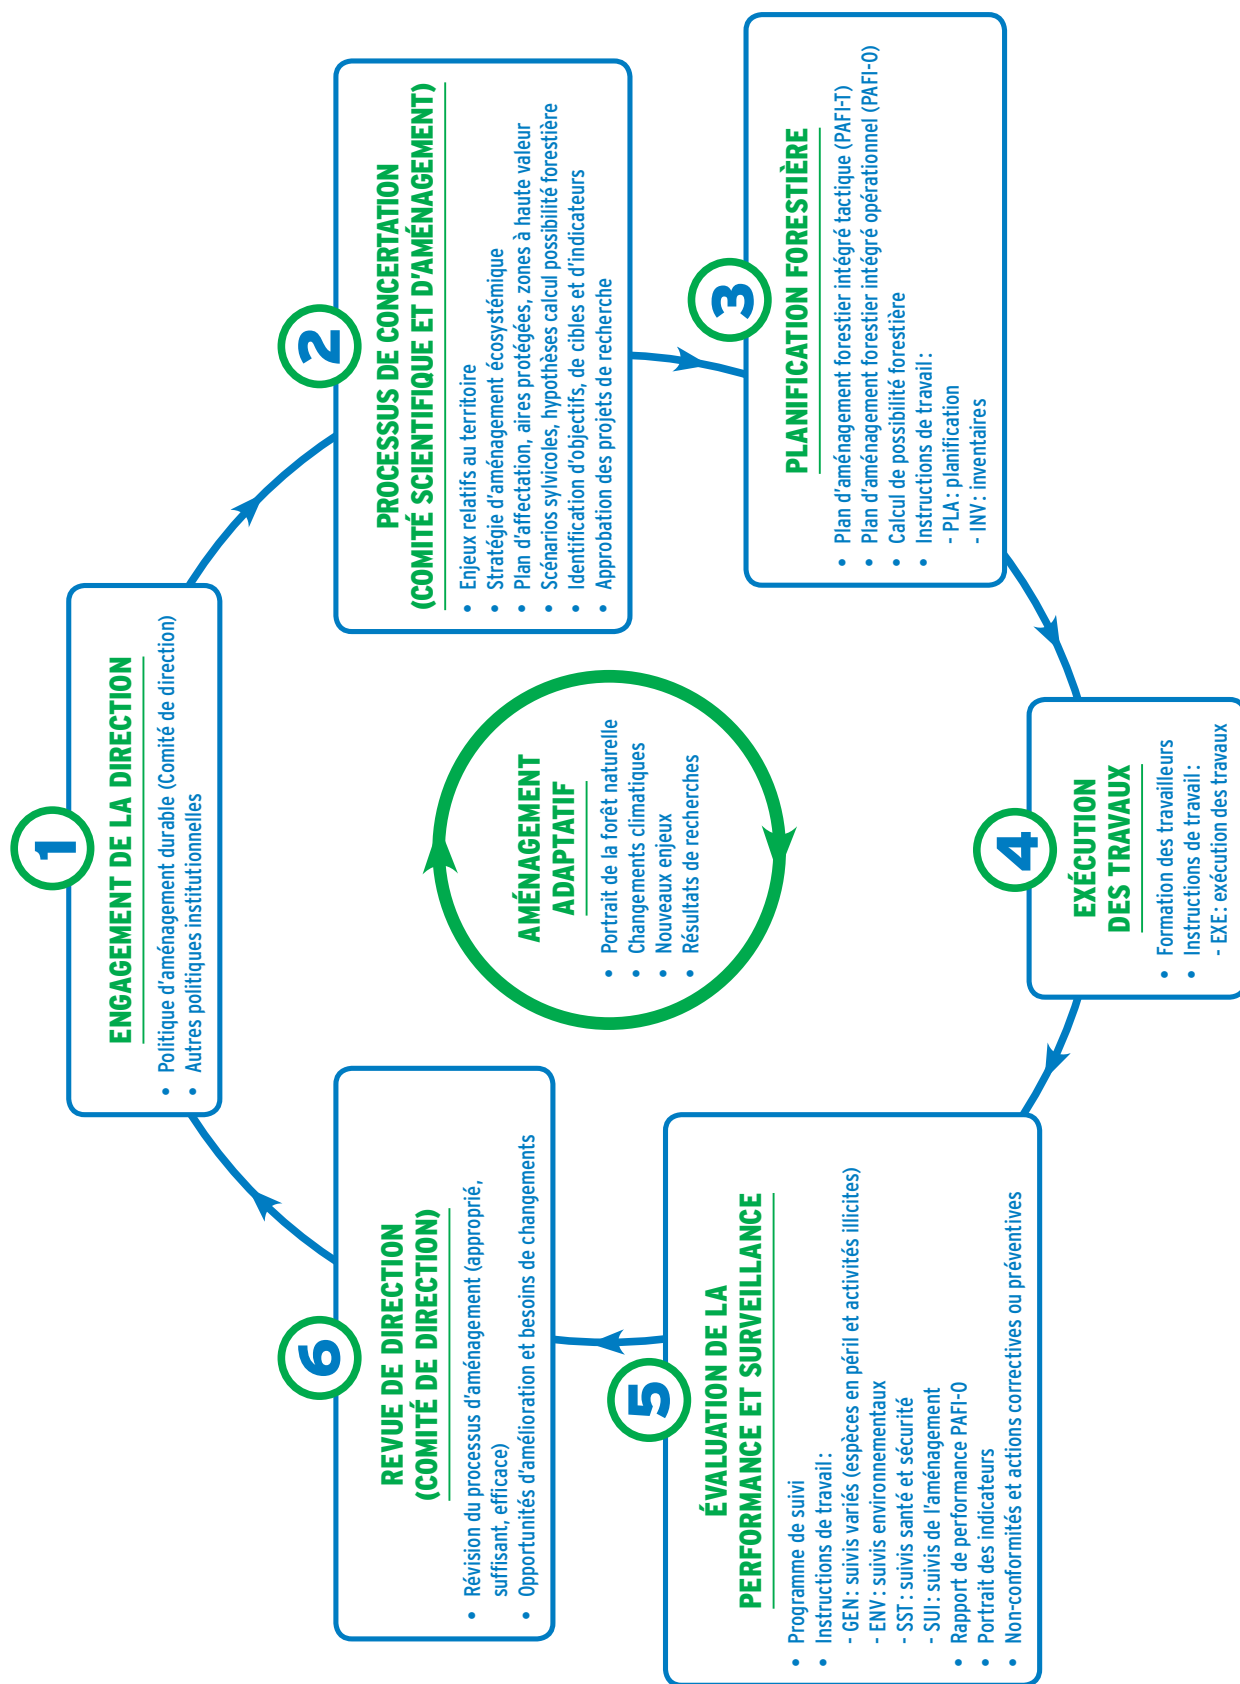 1
ENGAGEMENT DE LA DIRECTION
• Politique d'aménagement durable (Comité de direction)
• Autres politiques institutionnelles
2
PROCESSUS DE CONCERTATION
(COMITÉ SCIENTIFIQUE ET D'AMÉNAGEMENT)
• Enjeux relatifs au territoire
• Stratégie d'aménagement écosystémique
• Plan d'affectation, aires protégées, zones à haute valeur
• Scénarios sylvicoles, hypothèses calcul possibilité forestière
• Identification d'objectifs, de cibles et d'indicateurs
• Approbation des projets de recherche
3
PLANIFICATION FORESTIÈRE
• Plan d'aménagement forestier intégré tactique (PAFI-T)
• Plan d'aménagement forestier intégré opérationnel (PAFI-O)
• Calcul de possibilité forestière
• Instructions de travail :
- PLA : planification
- INV : inventaires
4
EXÉCUTION
DES TRAVAUX
• Formation des travailleurs
• Instructions de travail :
- EXE : exécution des travaux
5
ÉVALUATION DE LA
PERFORMANCE ET SURVEILLANCE
• Programme de suivi
• Instructions de travail :
- GEN : suivis variés (espèces en péril et activités illicites)
- ENV : suivis environnementaux
- SST : suivis santé et sécurité
- SUI : suivis de l'aménagement
• Rapport de performance PAFI-O
• Portrait des indicateurs
• Non-conformités et actions correctives ou préventives
6
REVUE DE DIRECTION
(COMITÉ DE DIRECTION)
• Révision du processus d'aménagement (approprié,
suffisant, efficace)
• Opportunités d'amélioration et besoins de changements
AMÉNAGEMENT
ADAPTATIF
• Portrait de la forêt naturelle
• Changements climatiques
• Nouveaux enjeux
• Résultats de recherches